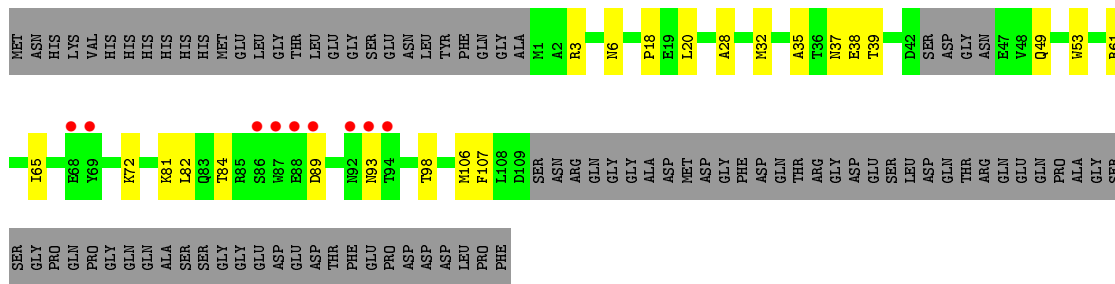 MET ASN HIS LYS VAL HIS HIS HIS HIS HIS HIS MET GLU LEU GLY THR LEU GLU GLY SER GLU ASN LEU TYR PHE GLN GLY ALA M1 A2 R3 N6 P18 E19 L20 A28 M32 A35 T36 N37 E38 T39 D42 SER ASP GLY ASN E47 V48 Q49 W53
I65 E68 Y69 K72 K81 L82 Q83 T84 R85 S86 W87 E88 D89 N92 N93 T94 T98 M106 F107 L108 D109 SER ASN ARG GLN GLY GLY ALA ASP MET ASP GLY PHE ASP GLN THR ARG GLY ASP GLU SER LEU ASP GLN THR ARG GLN GLU GLN PRO ALA GLY SER
SER GLY PRO GLN PRO GLY GLN GLN ALA SER SER GLY GLY GLU ASP GLU ASP THR PHE GLU PRO ASP ASP ASP LEU PRO PHE